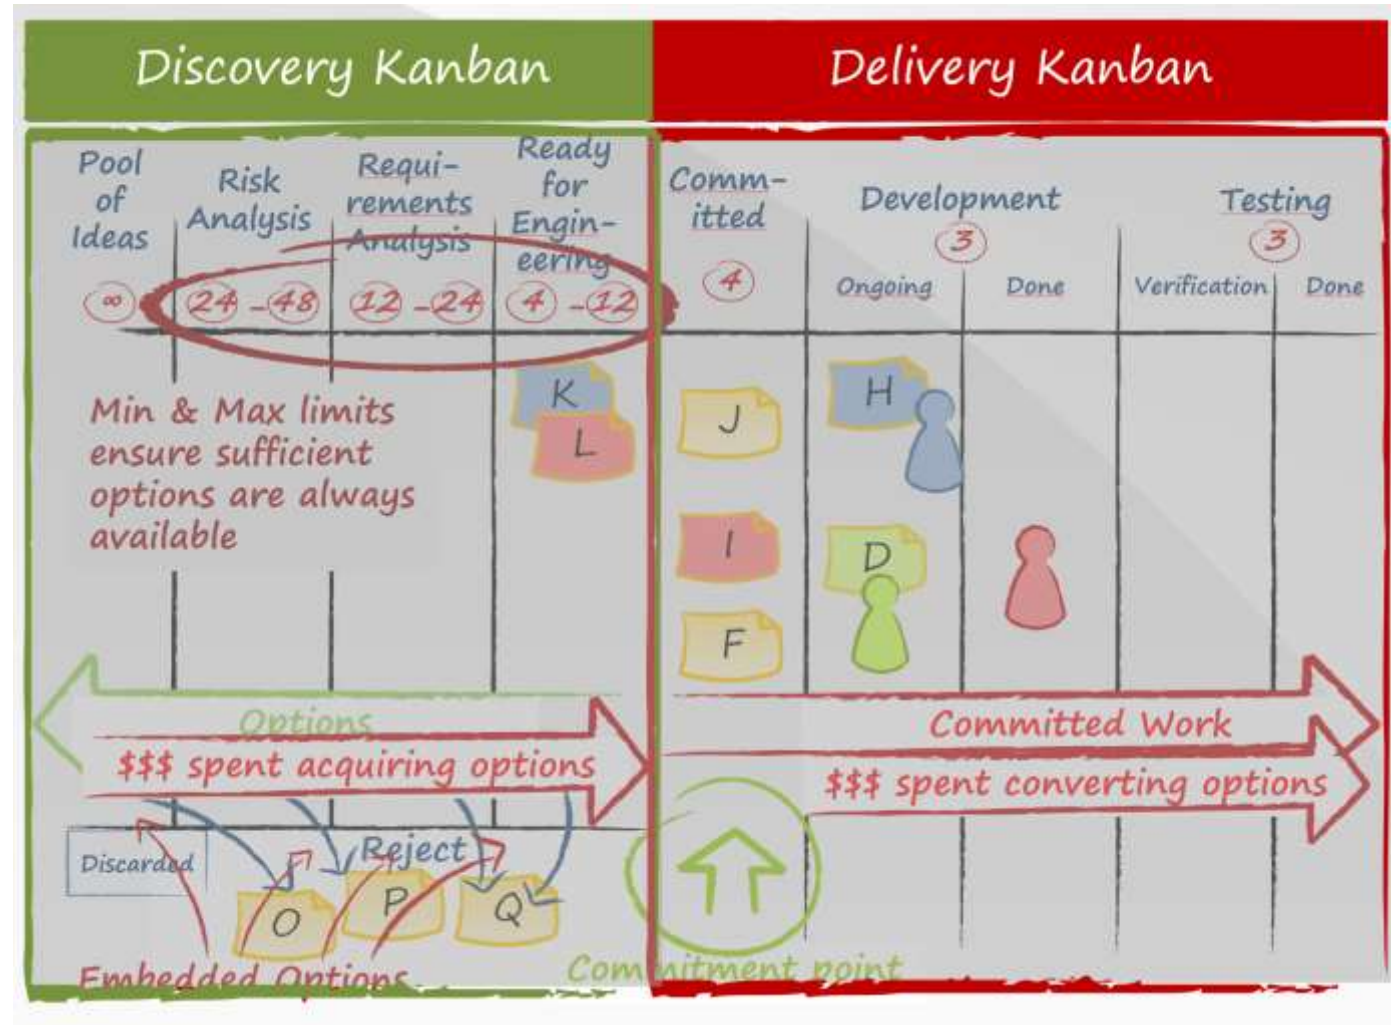 Discovery Kanban
Delivery Kanban
Pool
of
Ideas
∞
Risk
Analysis
24 - 48
Requi-
rements
Analysis
12 - 24
Ready
for
Engin-
eering
4 - 12
Comm-
itted
4
Development
3
Ongoing
Done
Testing
3
Verification
Done
K
L
J
I
F
H
D
Min & Max limits
ensure sufficient
options are always
available
Options
$$$ spent acquiring options
Committed Work
$$$ spent converting options
Discarded
Reject
O
P
Q
Embedded Options
Commitment point